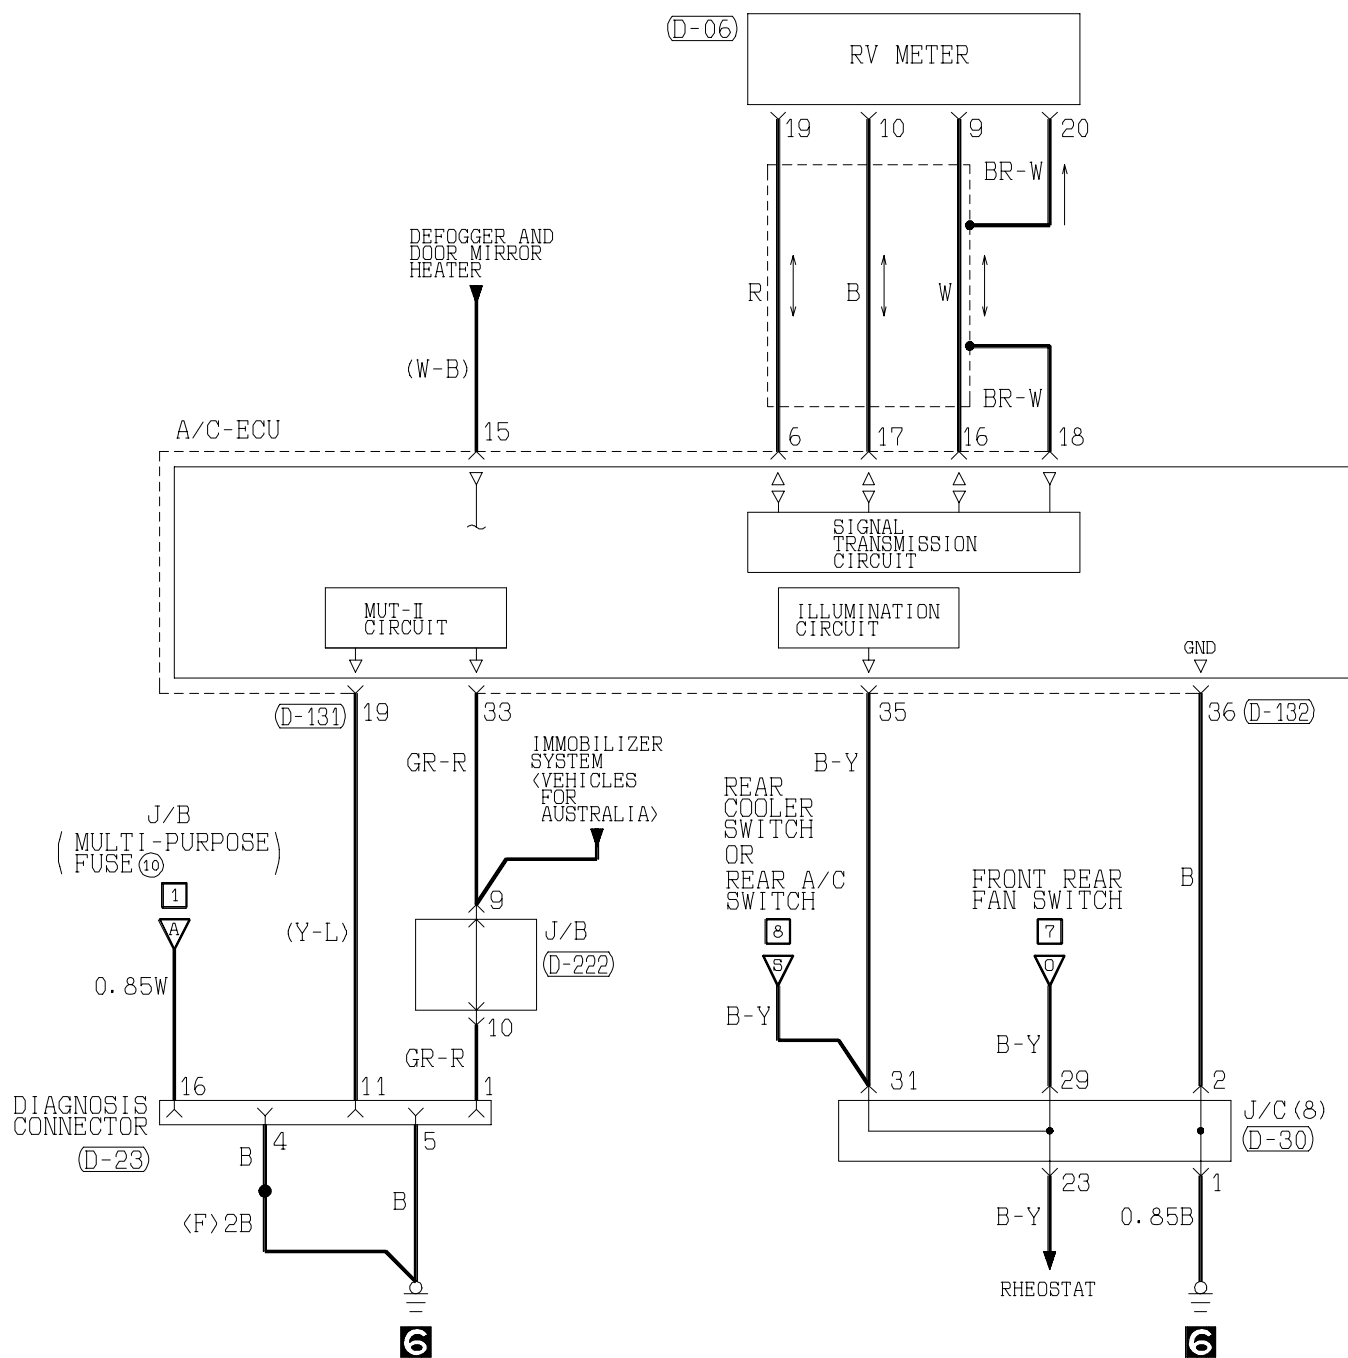 (D-06)
RV METER
19
10
9
20
BR-W
DEFOGGER AND
DOOR MIRROR
HEATER
R
B
W
(W-B)
BR-W
A/C-ECU
15
6
17
16
18
SIGNAL
TRANSMISSION
CIRCUIT
MUT-II
CIRCUIT
ILLUMINATION
CIRCUIT
GND
(D-131)
19
33
35
36
(D-132)
GR-R
IMMOBILIZER
SYSTEM
<VEHICLES
FOR
AUSTRALIA>
B-Y
REAR
COOLER
SWITCH
OR
REAR A/C
SWITCH
J/B
(MULTI-PURPOSE
FUSE⑩)
1
A
9
FRONT REAR
FAN SWITCH
B
8
7
S
O
(Y-L)
J/B
(D-222)
0.85W
10
B-Y
B-Y
GR-R
16
11
1
31
29
2
DIAGNOSIS
CONNECTOR
(D-23)
J/C(8)
(D-30)
4
5
B
B
23
1
<F>2B
B-Y
0.85B
RHEOSTAT
6
6